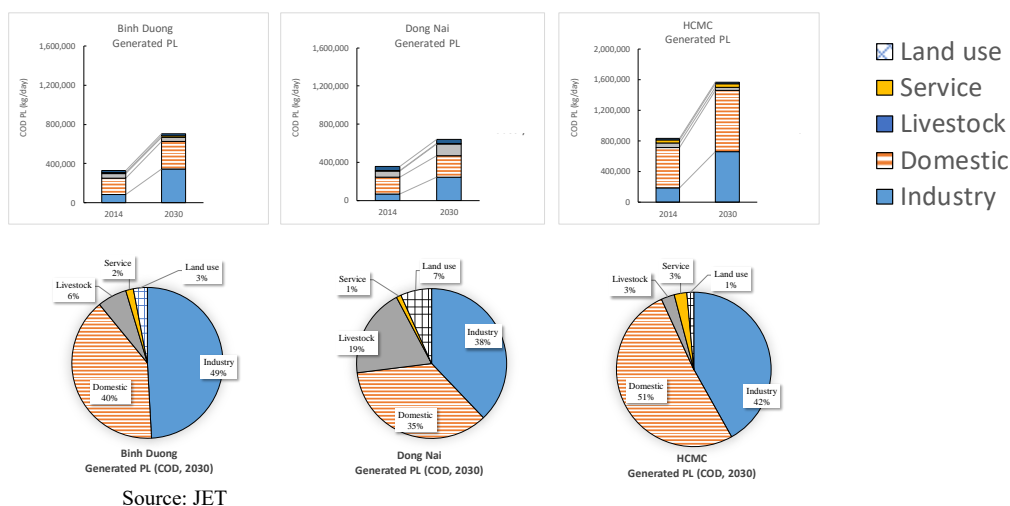 Binh Duong
Generated PL
COD PL (kg/day)
1,600,000
1,200,000
800,000
400,000
0
2014
2030
Dong Nai
Generated PL
COD PL (kg/day)
1,600,000
1,200,000
800,000
400,000
0
2014
2030
HCMC
Generated PL
COD PL (kg/day)
2,000,000
1,600,000
1,200,000
800,000
400,000
0
2014
2030
Land use
Service
Livestock
Domestic
Industry
Service
2%
Land use
3%
Livestock
6%
Industry
49%
Domestic
40%
Binh Duong
Generated PL (COD, 2030)
Service
1%
Land use
7%
Livestock
19%
Industry
38%
Domestic
35%
Dong Nai
Generated PL (COD, 2030)
Livestock
3%
Service
3%
Land use
1%
Domestic
51%
Industry
42%
HCMC
Generated PL (COD, 2030)
Source: JET